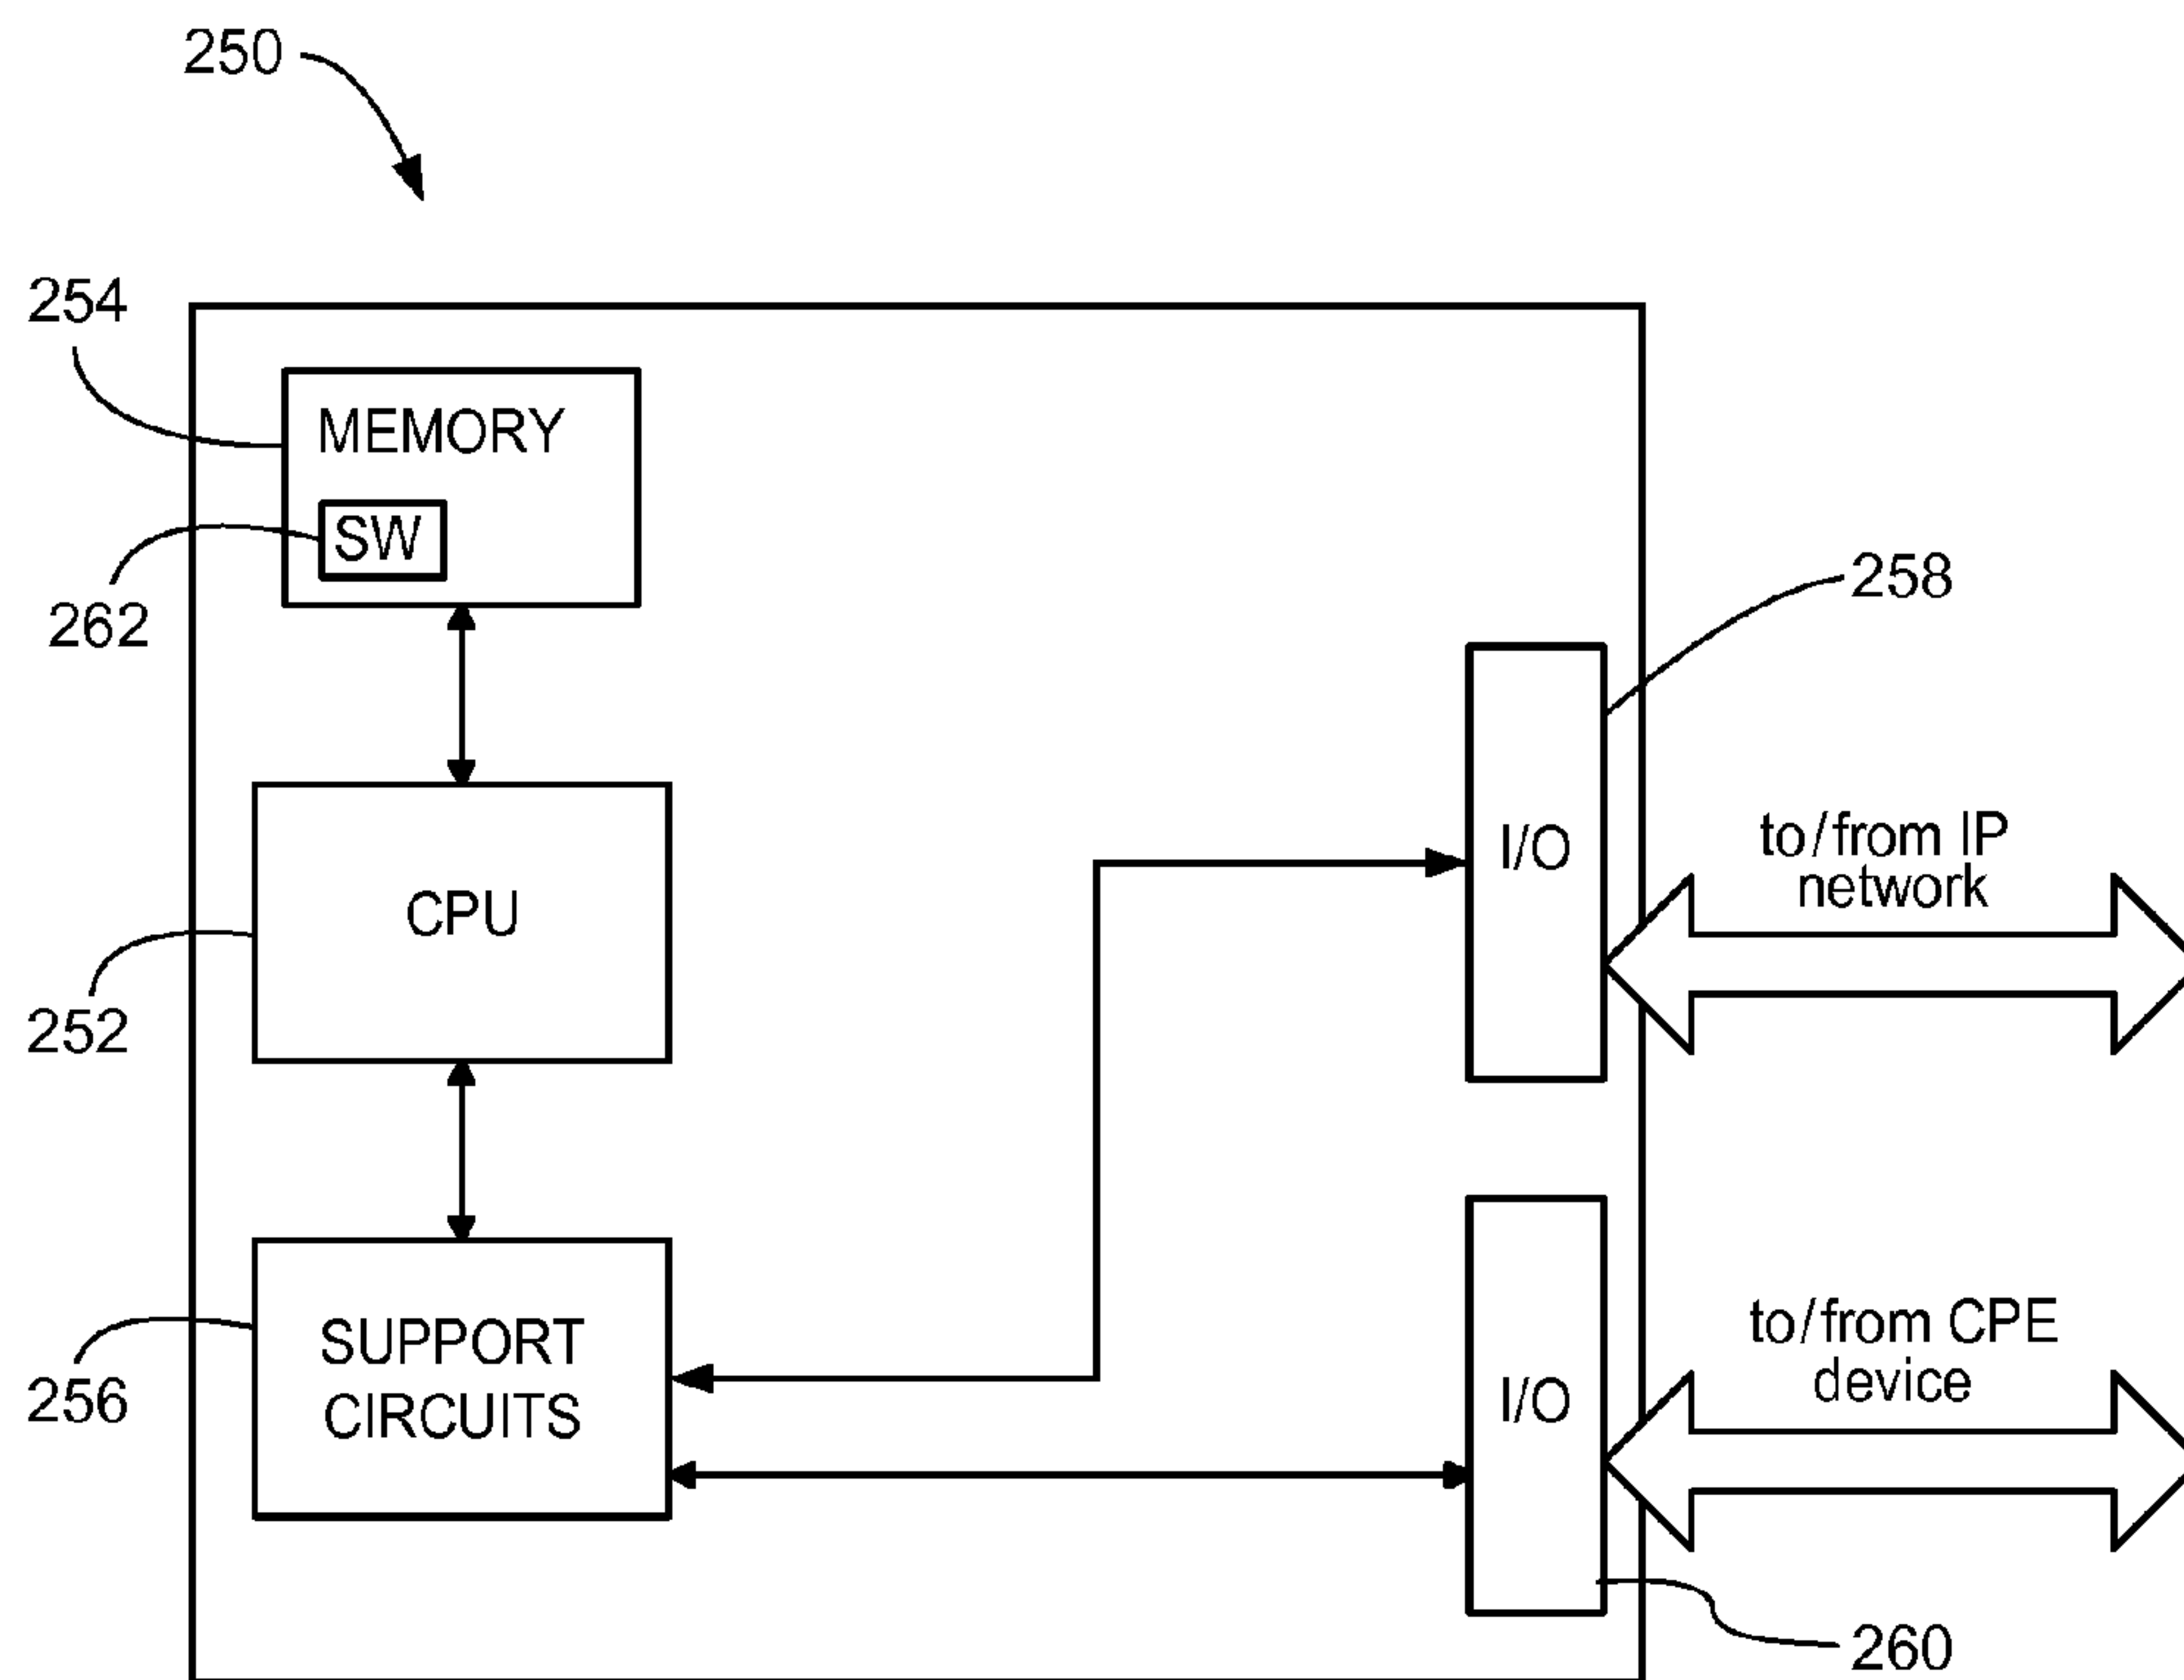 250
254
MEMORY
SW
262
258
I/O
to/from IP
network
CPU
252
SUPPORT
CIRCUITS
256
I/O
to/from CPE
device
260